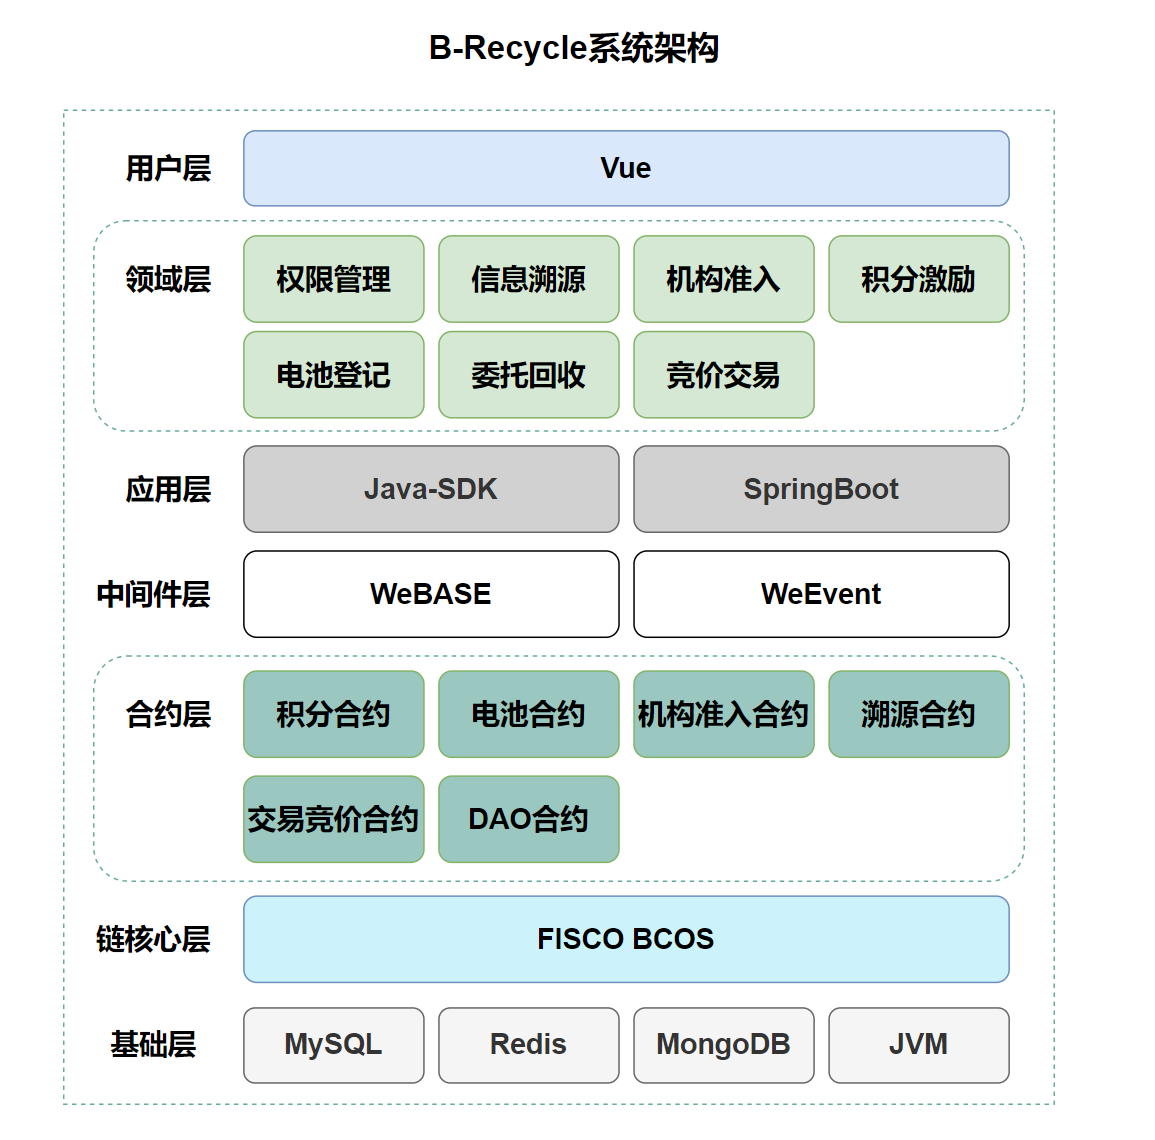 B-Recycle系统架构
用户层
Vue
领域层
权限管理
信息溯源
机构准入
积分激励
电池登记
委托回收
竞价交易
应用层
Java-SDK
SpringBoot
中间件层
WeBASE
WeEvent
合约层
积分合约
电池合约
机构准入合约
溯源合约
交易竞价合约
DAO合约
链核心层
FISCO BCOS
基础层
MySQL
Redis
MongoDB
JVM